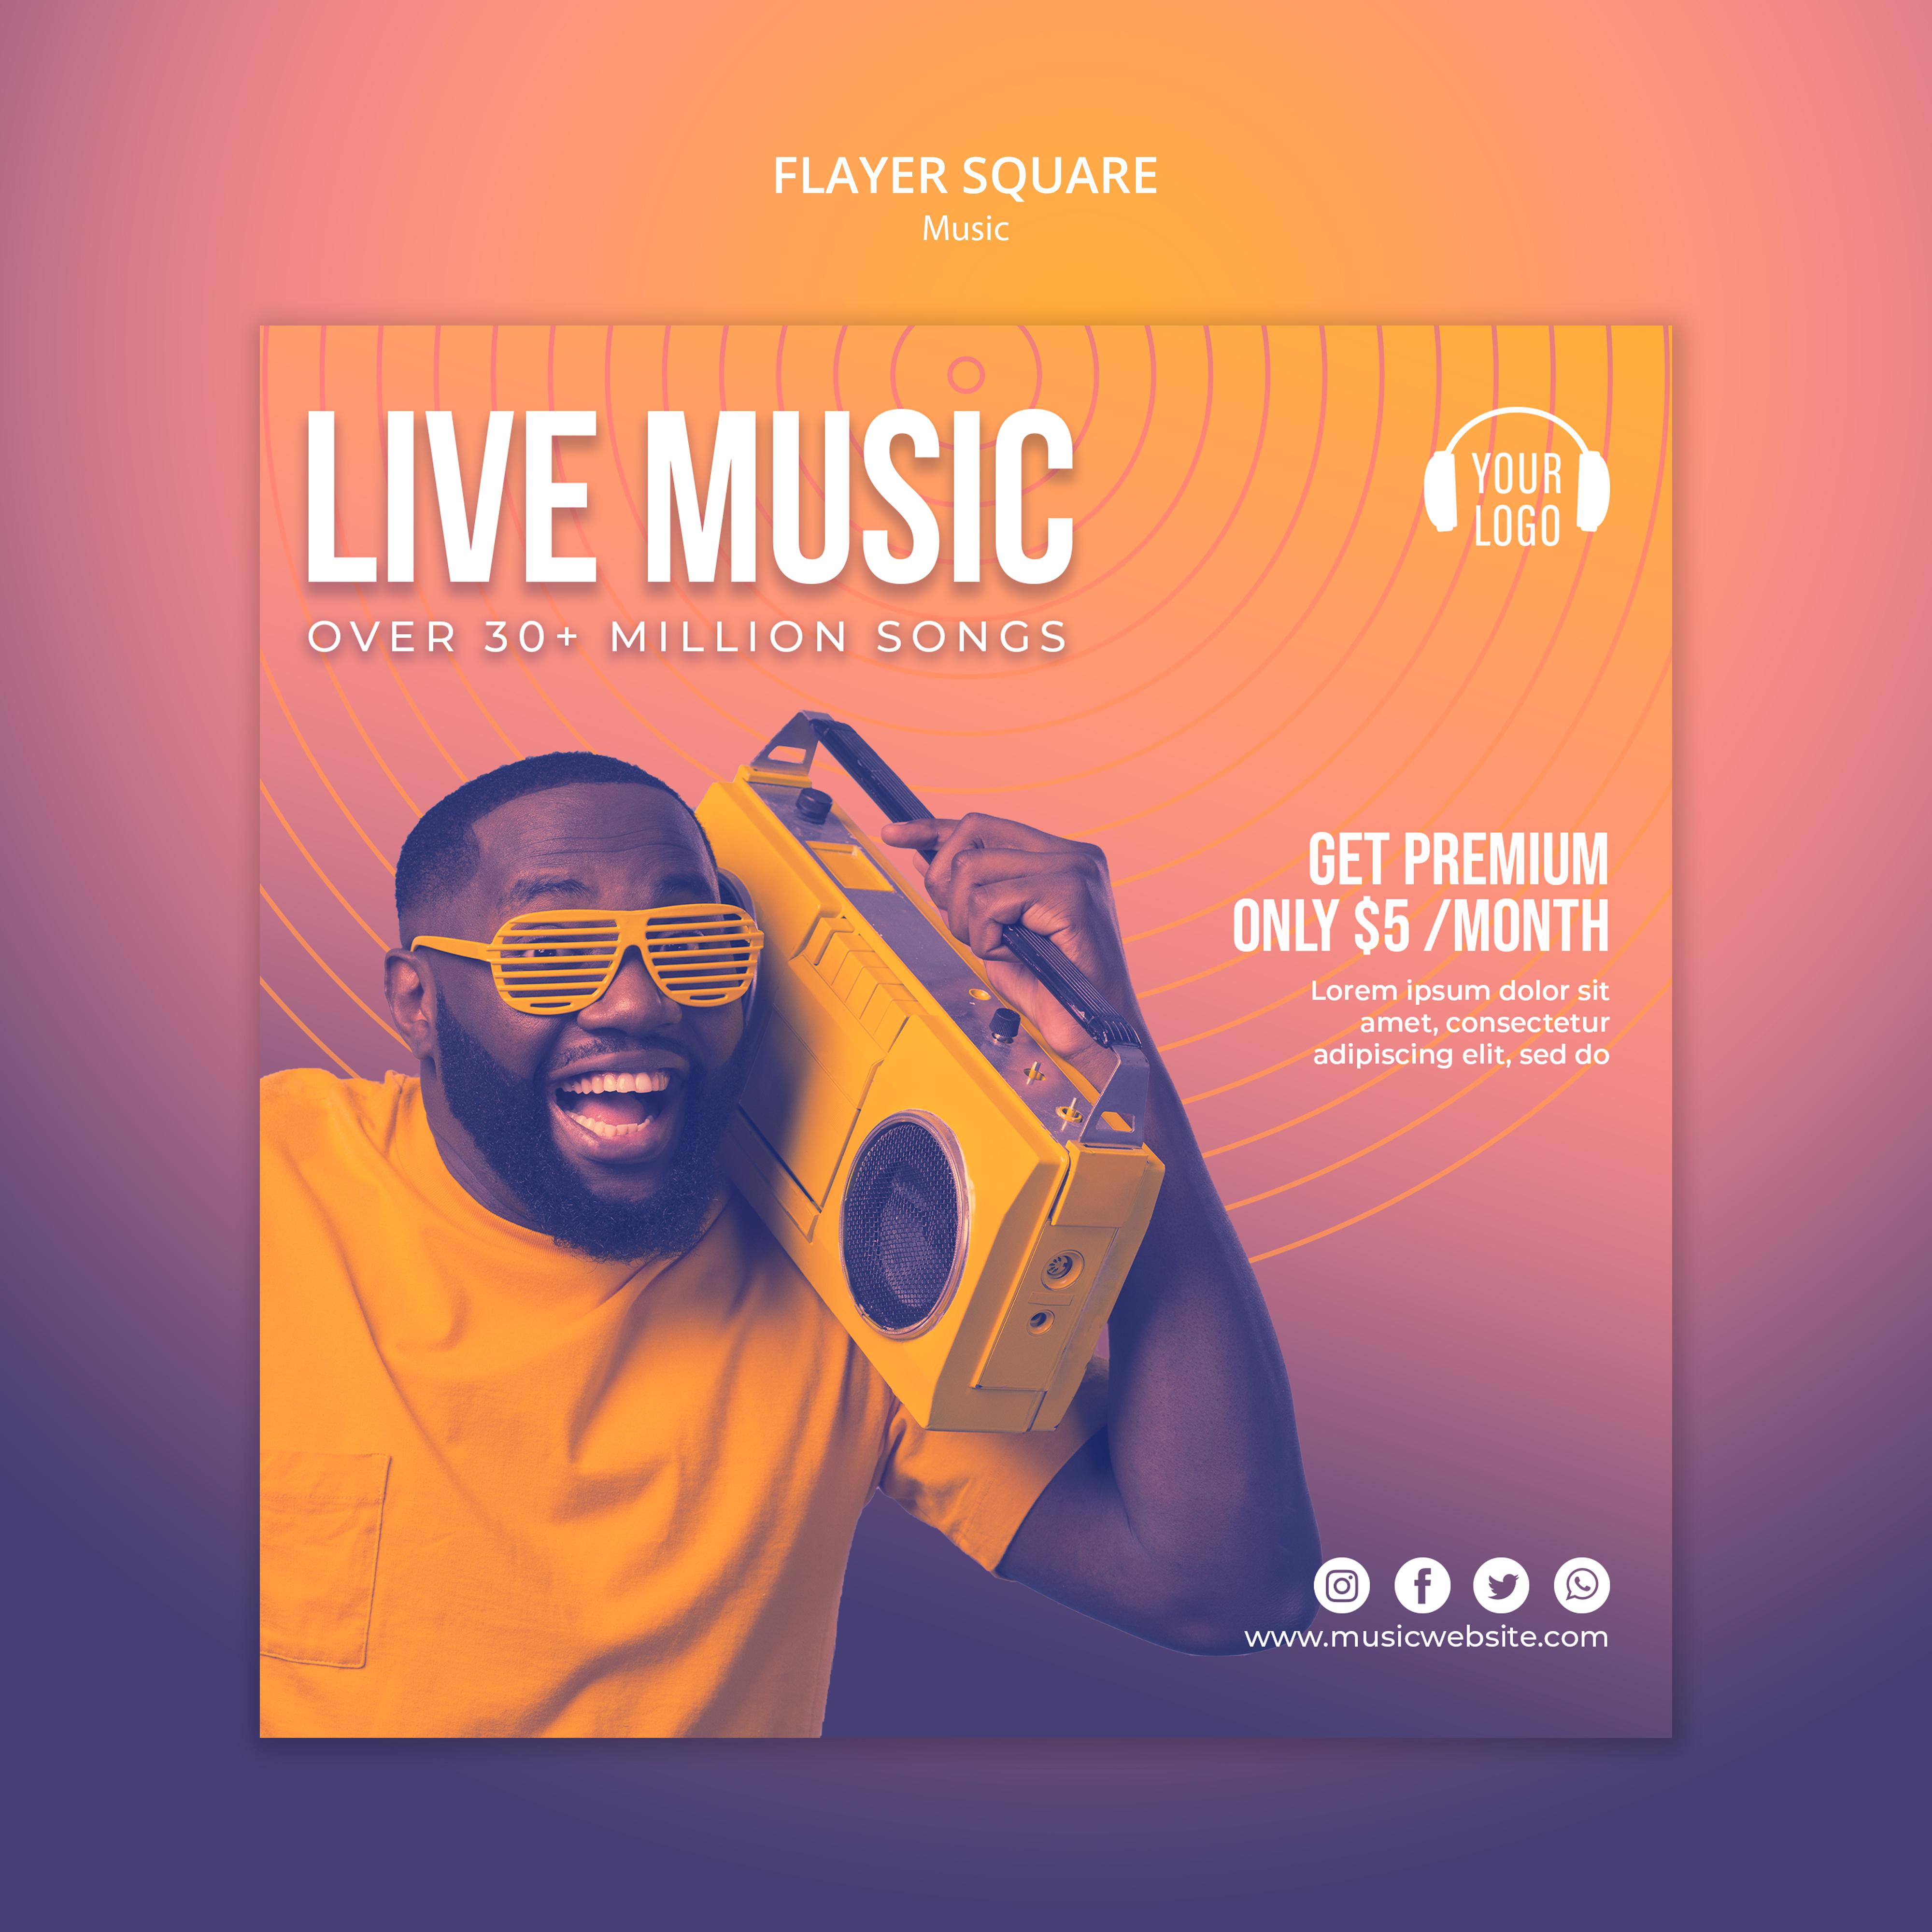 FLAYER SQUARE
Music
LIVE MUSIC
OVER 30+ MILLION SONGS
YOUR
LOGO
GET PREMIUM
ONLY $5 /MONTH
Lorem ipsum dolor sit
amet, consectetur
adipiscing elit, sed do
www.musicwebsite.com